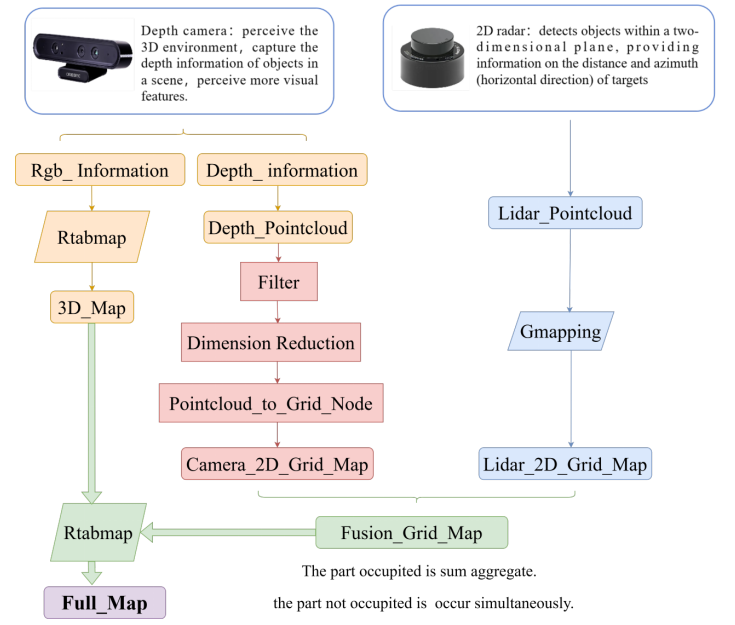 Depth camera: perceive the
3D environment, capture the
depth information of objects in
a scene, perceive more visual
features.
2D radar: detects objects within a two-
dimensional plane, providing
information on the distance and azimuth
(horizontal direction) of targets
Rgb_ Information
Depth_ information
Rtabmap
Depth_Pointcloud
Lidar_Pointcloud
3D_Map
Filter
Dimension Reduction
Gmapping
Pointcloud_to_Grid_Node
Camera_2D_Grid_Map
Lidar_2D_Grid_Map
Rtabmap
Fusion_Grid_Map
Full_Map
The part occupited is sum aggregate.
the part not occupited is occur simultaneously.